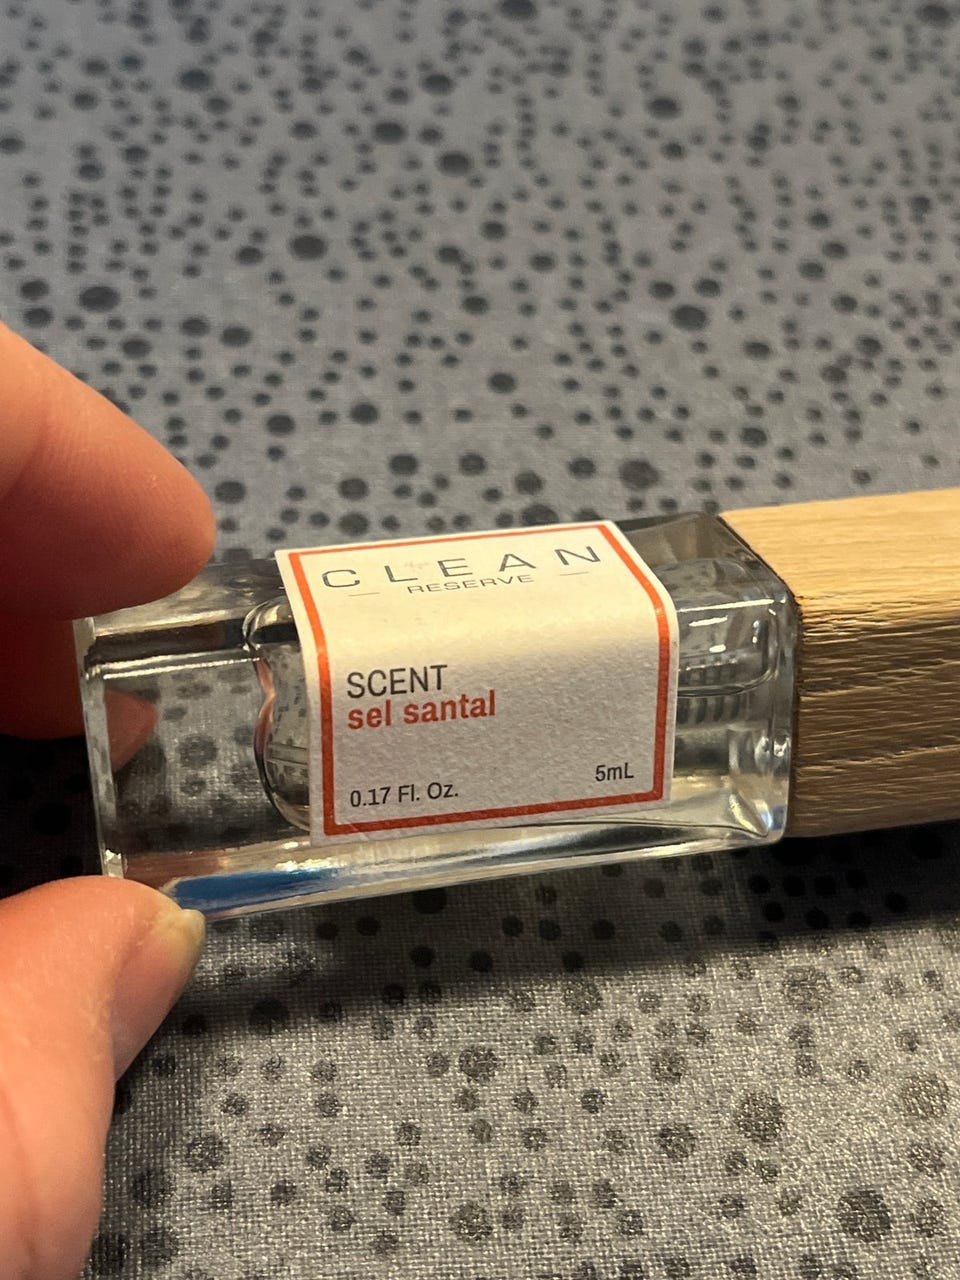 CLEAN
RESERVE
SCENT
sel santal
0.17 Fl. Oz.
5mL